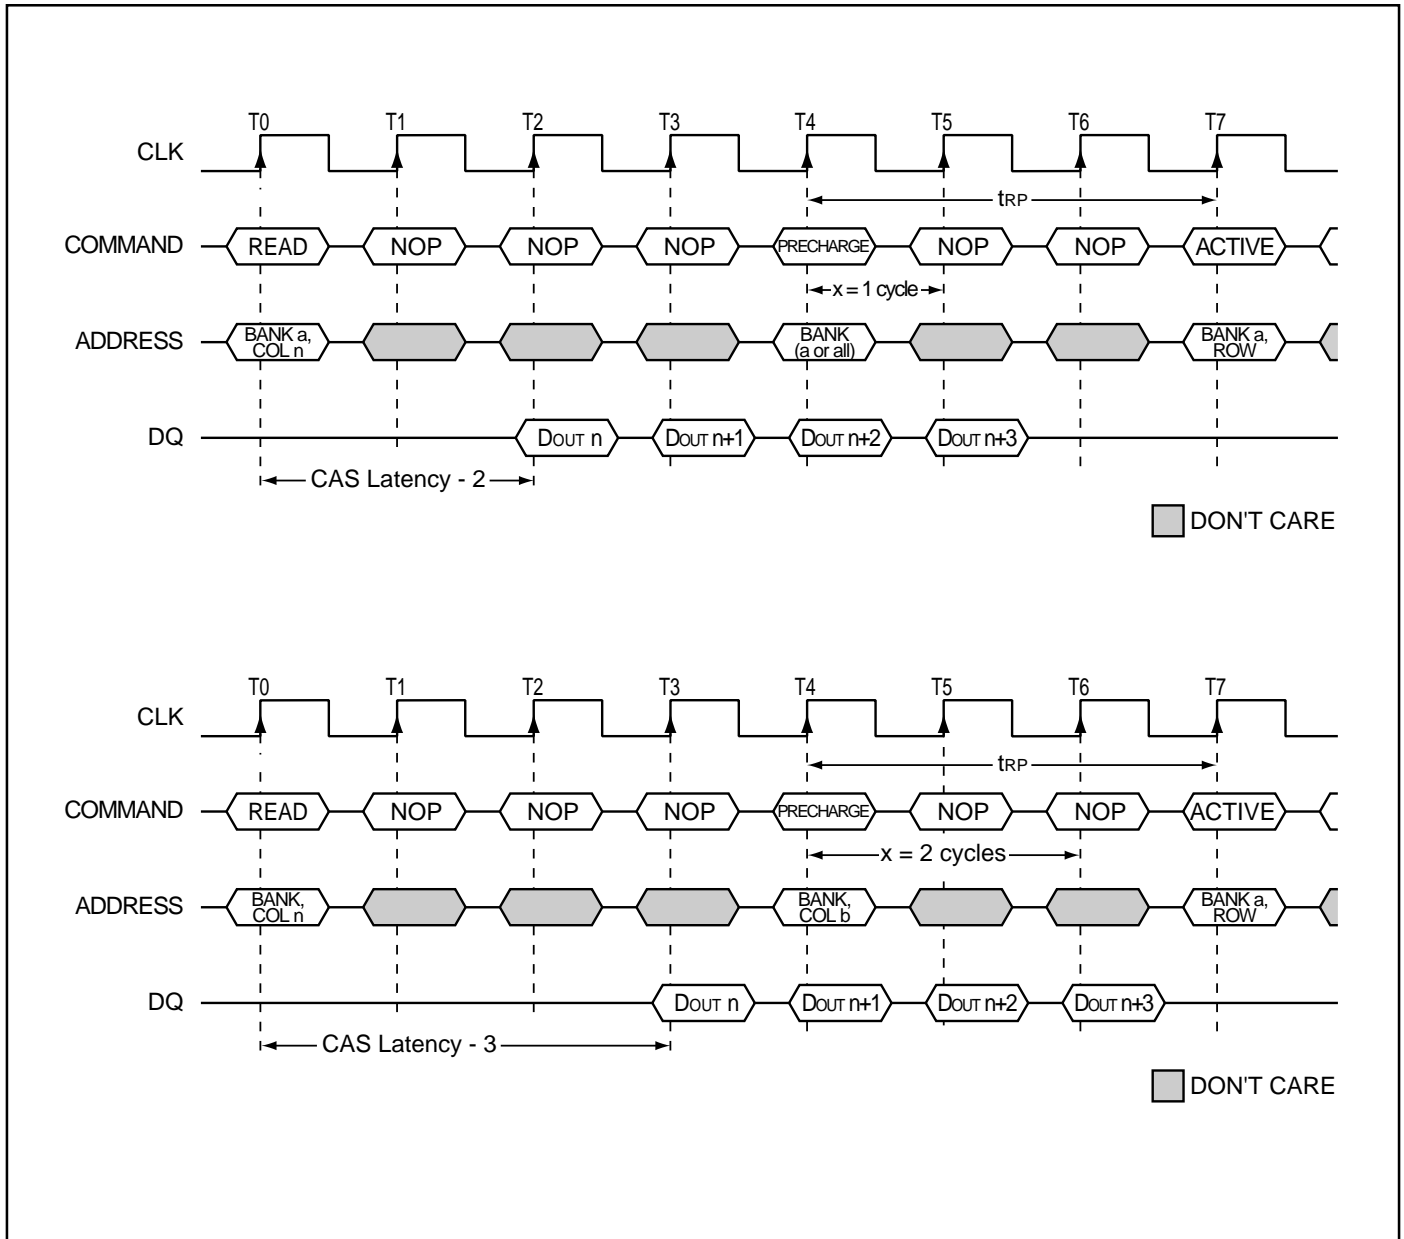 T0 T1 T2 T3 T4 T5 T6 T7
CLK
tRP
COMMAND READ NOP NOP NOP PRECHARGE NOP NOP ACTIVE
x = 1 cycle
ADDRESS BANK a, COL n BANK (a or all) BANK a, ROW
DQ DOUT n DOUT n+1 DOUT n+2 DOUT n+3
CAS Latency - 2
DON'T CARE
T0 T1 T2 T3 T4 T5 T6 T7
CLK
tRP
COMMAND READ NOP NOP NOP PRECHARGE NOP NOP ACTIVE
x = 2 cycles
ADDRESS BANK, COL n BANK, COL b BANK a, ROW
DQ DOUT n DOUT n+1 DOUT n+2 DOUT n+3
CAS Latency - 3
DON'T CARE